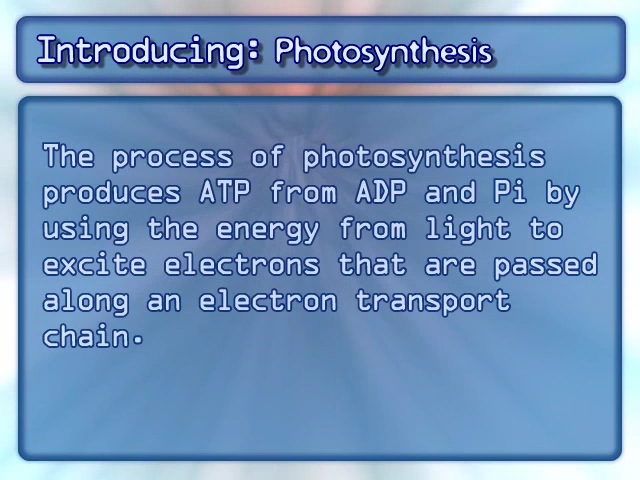 Introducing: Photosynthesis
The process of photosynthesis
produces ATP from ADP and Pi by
using the energy from light to
excite electrons that are passed
along an electron transport
chain.